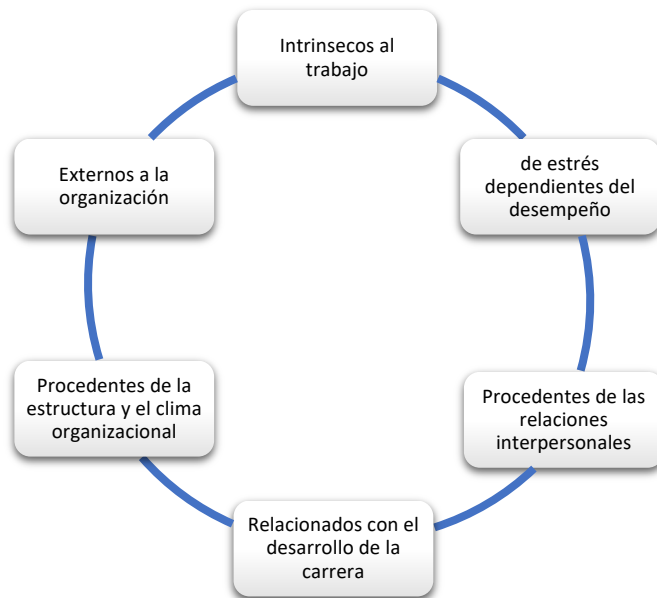 Intrinsecos al
trabajo
de estrés
dependientes del
desempeño
Procedentes de las
relaciones
interpersonales
Relacionados con el
desarrollo de la
carrera
Procedentes de la
estructura y el clima
organizacional
Externos a la
organización